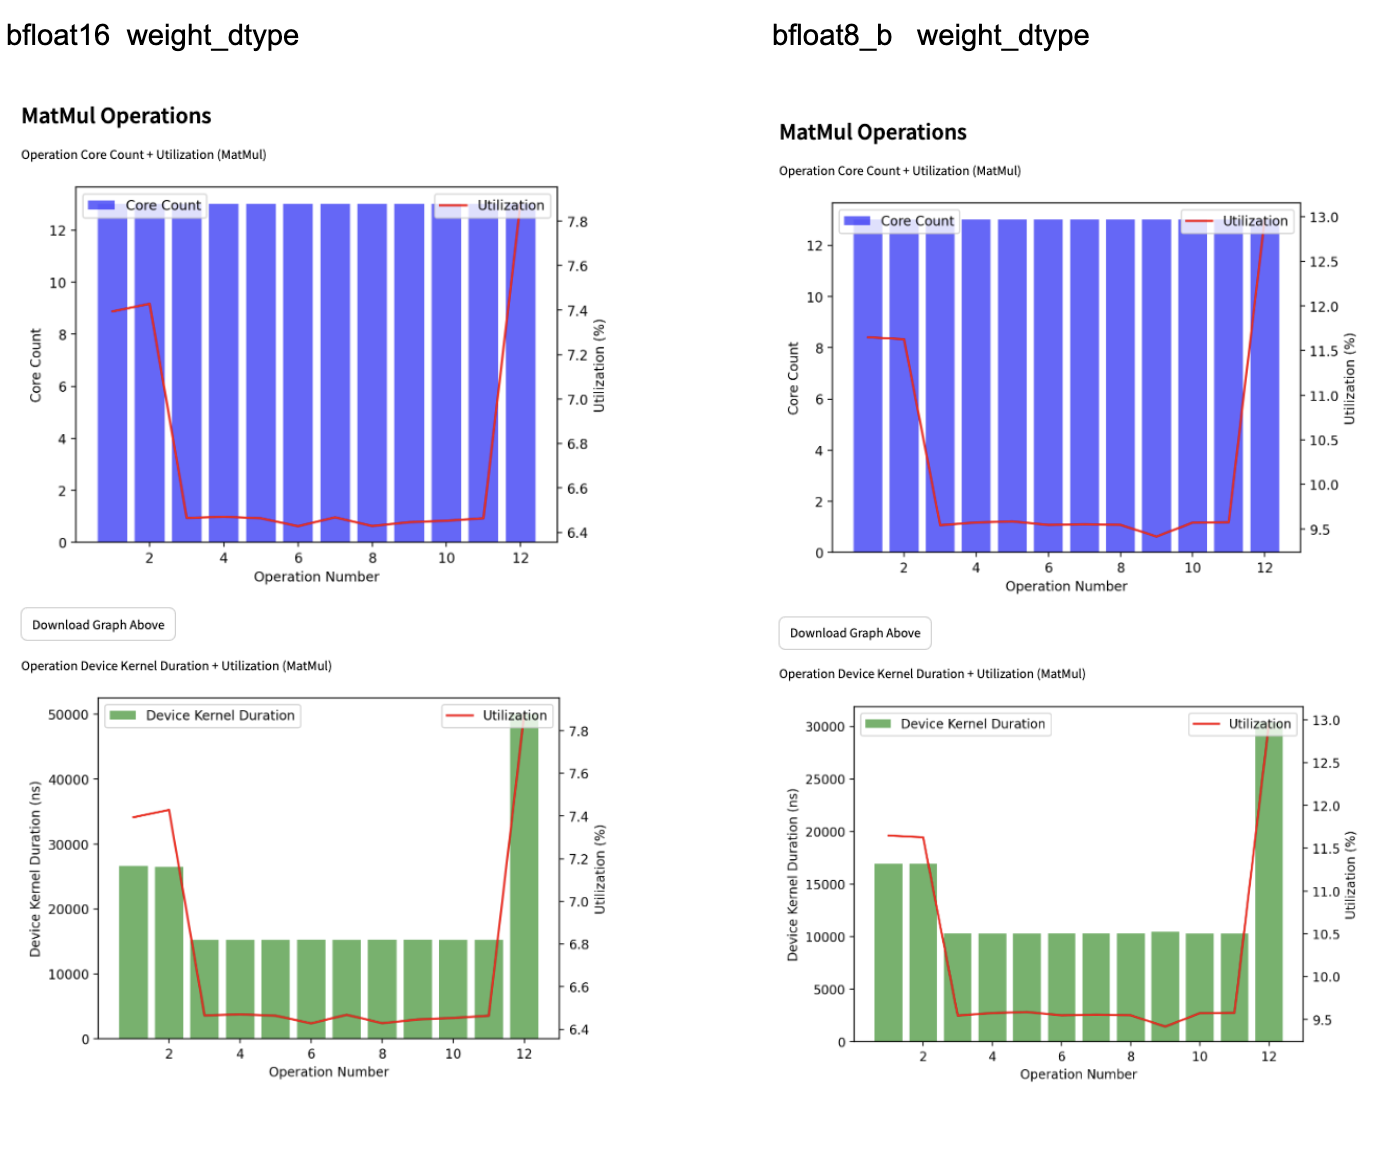 bfloat16  weight_dtype
MatMul Operations
Operation Core Count + Utilization (MatMul)
Core Count
Utilization
12
10
8
6
4
2
0
Core Count
7.8
7.6
7.4
7.2
7.0
6.8
6.6
6.4
Utilization (%)
2 4 6 8 10 12
Operation Number
Download Graph Above
Operation Device Kernel Duration + Utilization (MatMul)
Device Kernel Duration
Utilization
50000
40000
30000
20000
10000
0
Device Kernel Duration (ns)
7.8
7.6
7.4
7.2
7.0
6.8
6.6
6.4
Utilization (%)
2 4 6 8 10 12
Operation Number
bfloat8_b   weight_dtype
MatMul Operations
Operation Core Count + Utilization (MatMul)
Core Count
Utilization
12
10
8
6
4
2
0
Core Count
13.0
12.5
12.0
11.5
11.0
10.5
10.0
9.5
Utilization (%)
2 4 6 8 10 12
Operation Number
Download Graph Above
Operation Device Kernel Duration + Utilization (MatMul)
Device Kernel Duration
Utilization
30000
25000
20000
15000
10000
5000
0
Device Kernel Duration (ns)
13.0
12.5
12.0
11.5
11.0
10.5
10.0
9.5
Utilization (%)
2 4 6 8 10 12
Operation Number